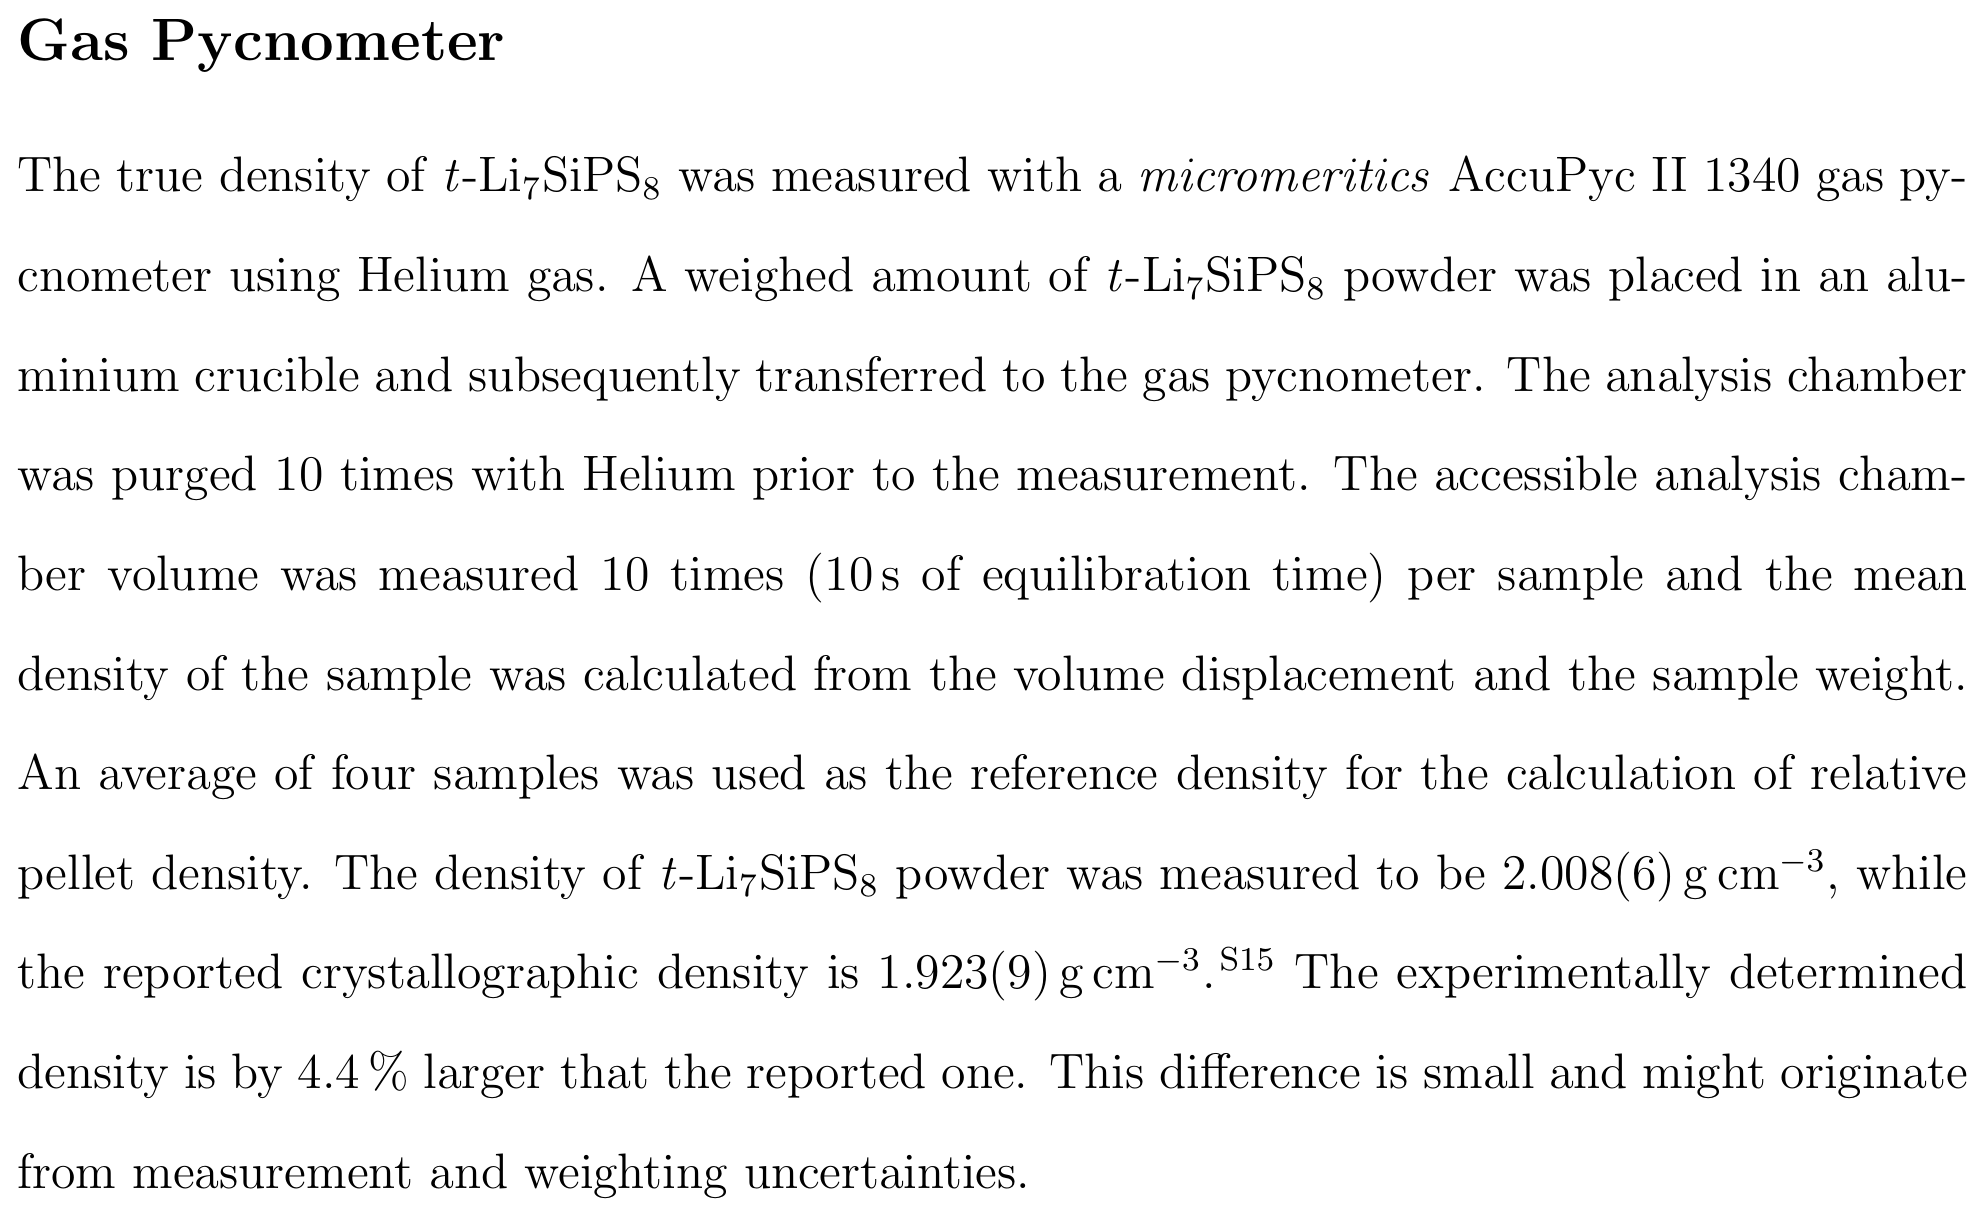 Gas Pycnometer
The true density of t-Li₇SiPS₈ was measured with a micromeritics AccuPyc II 1340 gas py-
cnometer using Helium gas. A weighed amount of t-Li₇SiPS₈ powder was placed in an alu-
minium crucible and subsequently transferred to the gas pycnometer. The analysis chamber
was purged 10 times with Helium prior to the measurement. The accessible analysis cham-
ber volume was measured 10 times (10 s of equilibration time) per sample and the mean
density of the sample was calculated from the volume displacement and the sample weight.
An average of four samples was used as the reference density for the calculation of relative
pellet density. The density of t-Li₇SiPS₈ powder was measured to be 2.008(6) g cm⁻³, while
the reported crystallographic density is 1.923(9) g cm⁻³.S15 The experimentally determined
density is by 4.4 % larger that the reported one. This difference is small and might originate
from measurement and weighting uncertainties.